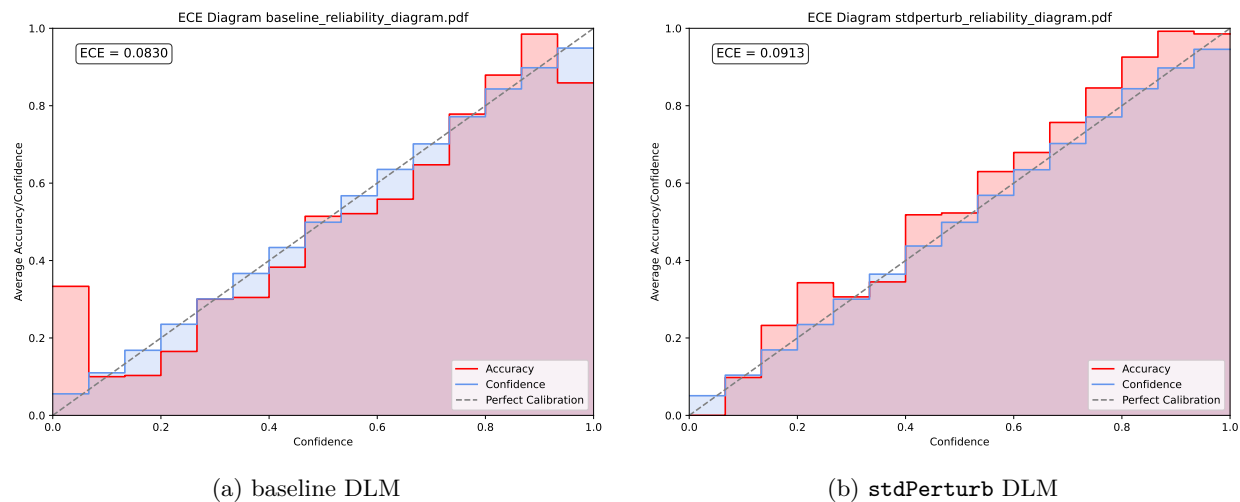 ECE Diagram baseline_reliability_diagram.pdf
ECE = 0.0830
Average Accuracy/Confidence
1.0
0.8
0.6
0.4
0.2
0.0
0.0 0.2 0.4 0.6 0.8 1.0
Confidence
Accuracy
Confidence
Perfect Calibration
(a) baseline DLM
ECE Diagram stdperturb_reliability_diagram.pdf
ECE = 0.0913
Average Accuracy/Confidence
1.0
0.8
0.6
0.4
0.2
0.0
0.0 0.2 0.4 0.6 0.8 1.0
Confidence
Accuracy
Confidence
Perfect Calibration
(b) stdPerturb DLM